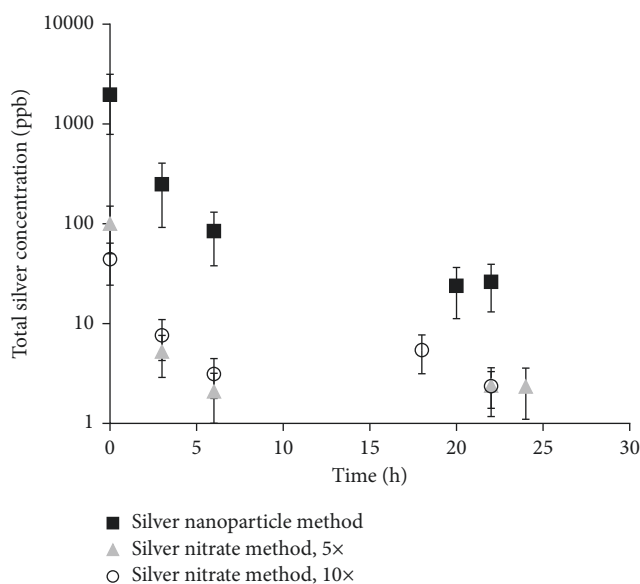 10000
1000
100
10
1
Total silver concentration (ppb)
0 5 10 15 20 25 30
Time (h)
Silver nanoparticle method
Silver nitrate method, 5×
Silver nitrate method, 10×